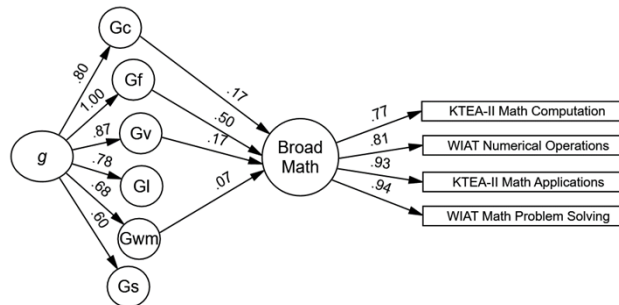 Gc
.80
.17
Gf
1.00
.50
KTEA-II Math Computation
.77
Gv
.87
.17
Broad
Math
.81
WIAT Numerical Operations
g
.78
Gl
.93
KTEA-II Math Applications
.68
.07
.94
WIAT Math Problem Solving
Gwm
.60
Gs